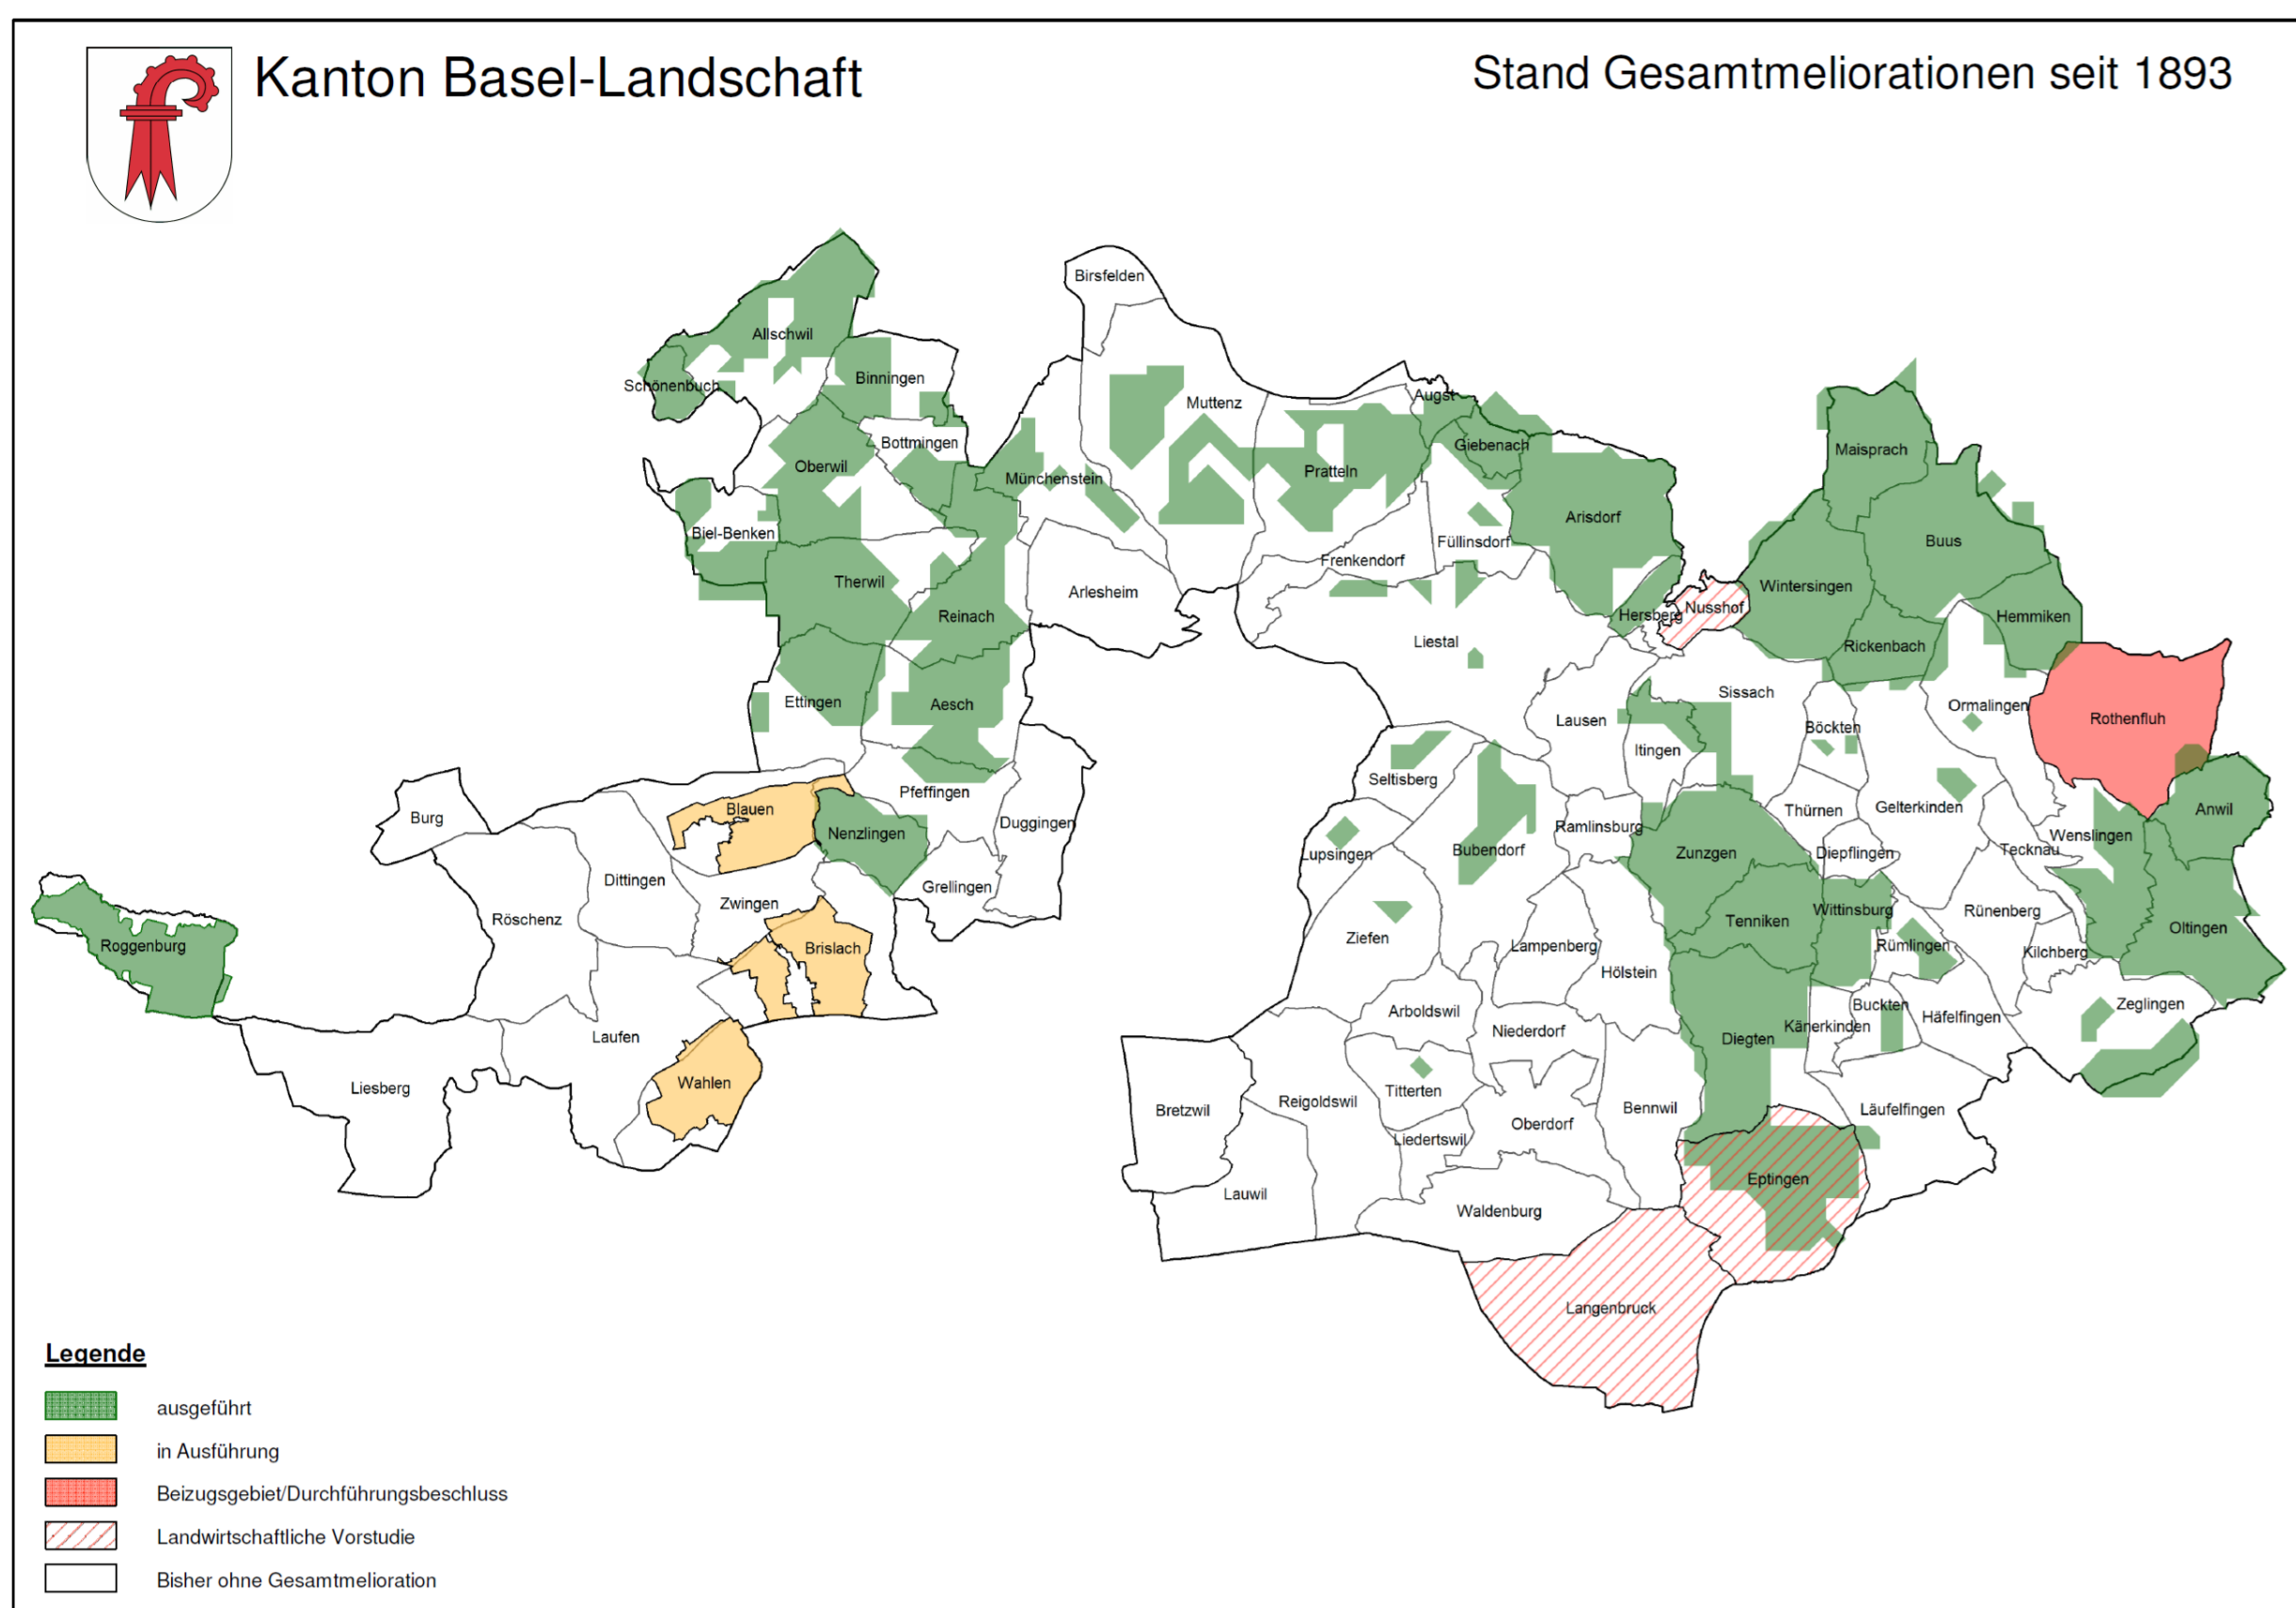 Kanton Basel-Landschaft
Stand Gesamtmeliorationen seit 1893
Birsfelden
Allschwil
Schönenbuch
Binningen
Muttenz
Augst
Bottmingen
Giebenach
Maisprach
Oberwil
Münchenstein
Pratteln
Arisdorf
Biel-Benken
Füllinsdorf
Buus
Frenkendorf
Therwil
Arlesheim
Wintersingen
Reinach
Hersberg
Nusshof
Hemmiken
Liestal
Rickenbach
Sissach
Ettingen
Aesch
Lausen
Ormalingen
Rothenfluh
Böckten
Itingen
Seltisberg
Pfeffingen
Blauen
Burg
Nenzlingen
Duggingen
Thürnen
Gelterkinden
Anwil
Ramlinsburg
Wenslingen
Lupsingen
Bubendorf
Zunzgen
Diepflingen
Tecknau
Dittingen
Grellingen
Zwingen
Röschenz
Wittinsburg
Rünenberg
Tenniken
Oltingen
Roggenburg
Brislach
Ziefen
Lampenberg
Rümlingen
Kilchberg
Hölstein
Arboldswil
Buckten
Zeglingen
Häfelfingen
Niederdorf
Känerkinden
Laufen
Diegten
Liesberg
Wahlen
Titterten
Reigoldswil
Bretzwil
Bennwil
Läufelfingen
Oberdorf
Liedertswil
Eptingen
Lauwil
Waldenburg
Langenbruck
Legende
ausgeführt
in Ausführung
Beizugsgebiet/Durchführungsbeschluss
Landwirtschaftliche Vorstudie
Bisher ohne Gesamtmelioration